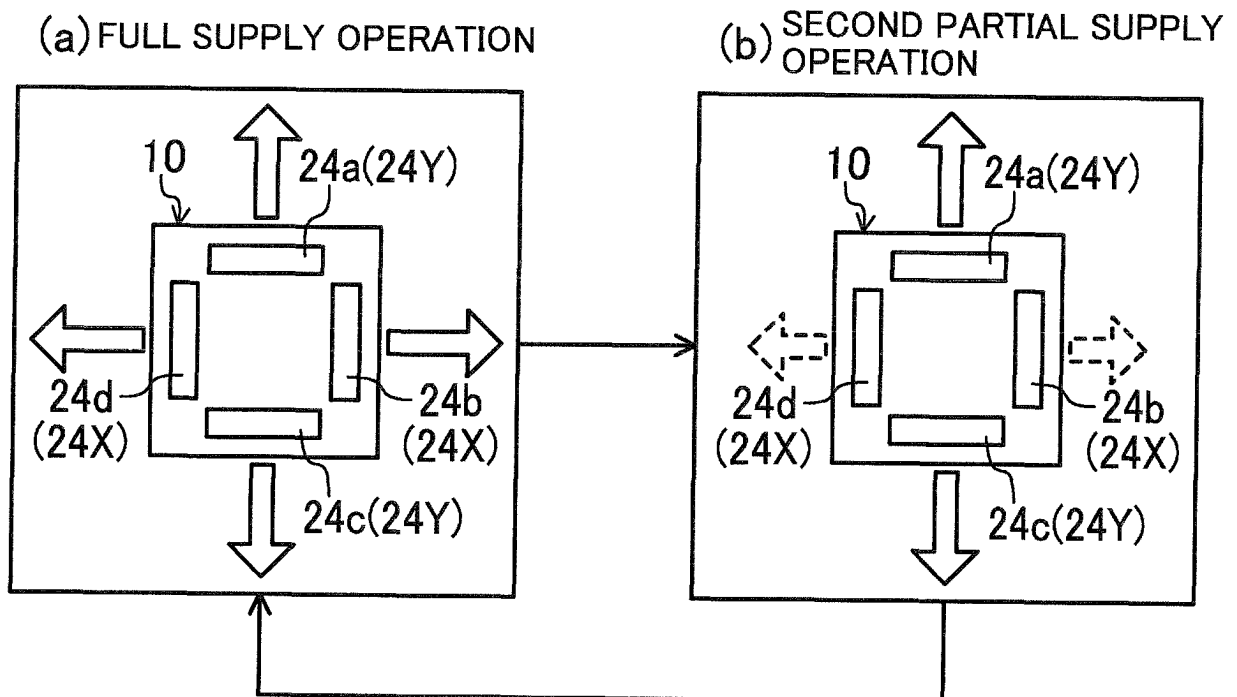 (a) FULL SUPPLY OPERATION
10
24a(24Y)
24d
(24X)
24b
(24X)
24c(24Y)
(b) SECOND PARTIAL SUPPLY
OPERATION
10
24a(24Y)
24d
(24X)
24b
(24X)
24c(24Y)